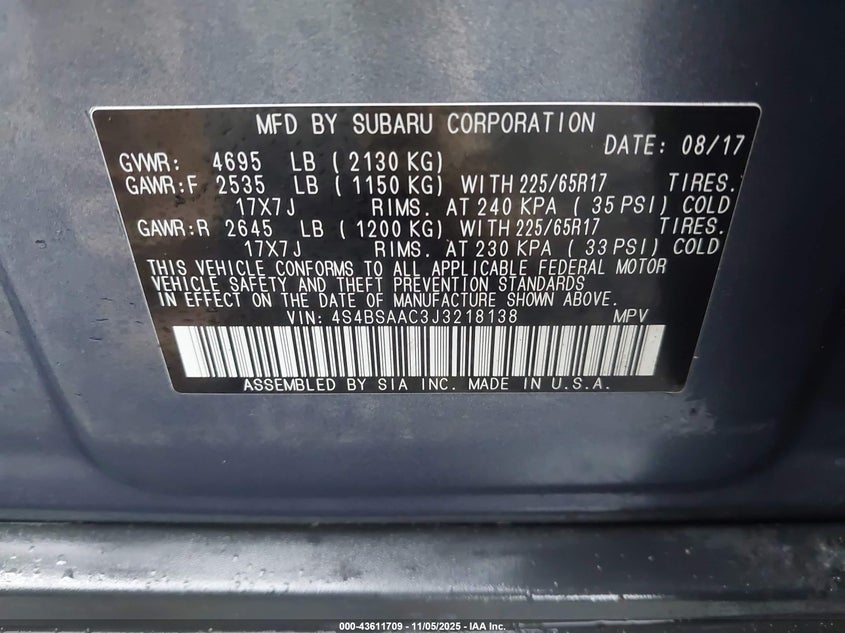 MFD BY SUBARU CORPORATION
DATE: 08/17
GVWR: 4695 LB ( 2130 KG)
GAWR:F 2535 LB ( 1150 KG) WITH 225/65R17 TIRES.
17X7J RIMS. AT 240 KPA ( 35 PSI) COLD
GAWR:R 2645 LB ( 1200 KG) WITH 225/65R17 TIRES.
17X7J RIMS. AT 230 KPA ( 33 PSI) COLD
THIS VEHICLE CONFORMS TO ALL APPLICABLE FEDERAL MOTOR
VEHICLE SAFETY AND THEFT PREVENTION STANDARDS
IN EFFECT ON THE DATE OF MANUFACTURE SHOWN ABOVE.
VIN: 4S4BSAAC3J3218138 MPV
ASSEMBLED BY SIA INC. MADE IN U.S.A.
000-43611709 - 11/05/2025 - IAA Inc.